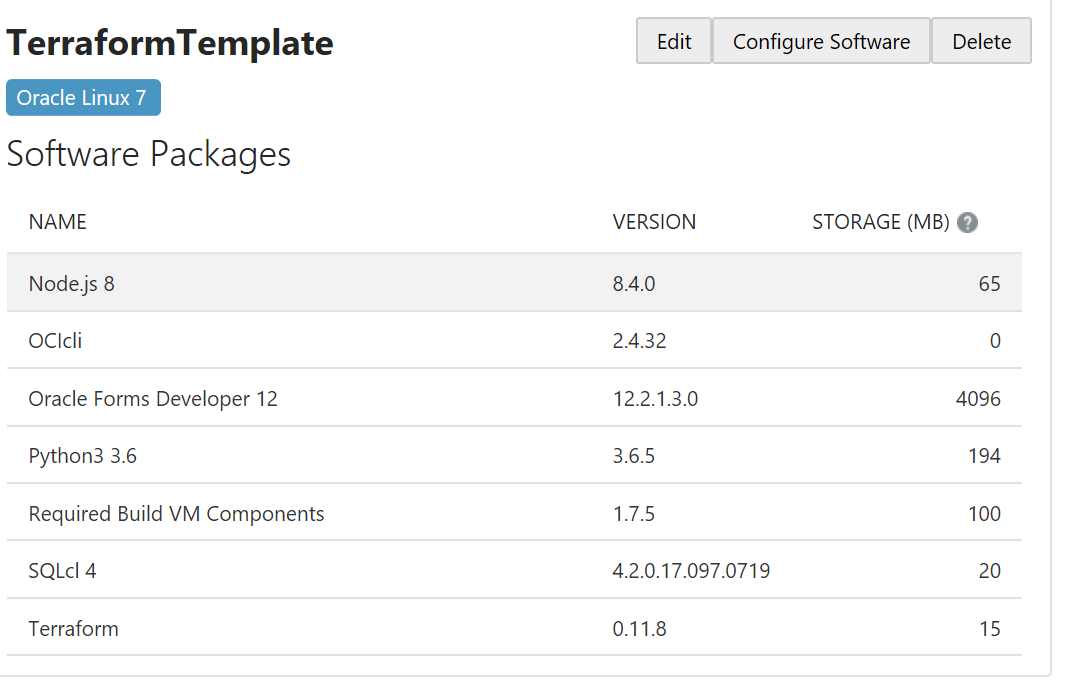 TerraformTemplate Edit Configure Software Delete
Oracle Linux 7
Software Packages
NAME VERSION STORAGE (MB) ?
Node.js 8 8.4.0 65
OCIcli 2.4.32 0
Oracle Forms Developer 12 12.2.1.3.0 4096
Python3 3.6 3.6.5 194
Required Build VM Components 1.7.5 100
SQLcl 4 4.2.0.17.097.0719 20
Terraform 0.11.8 15